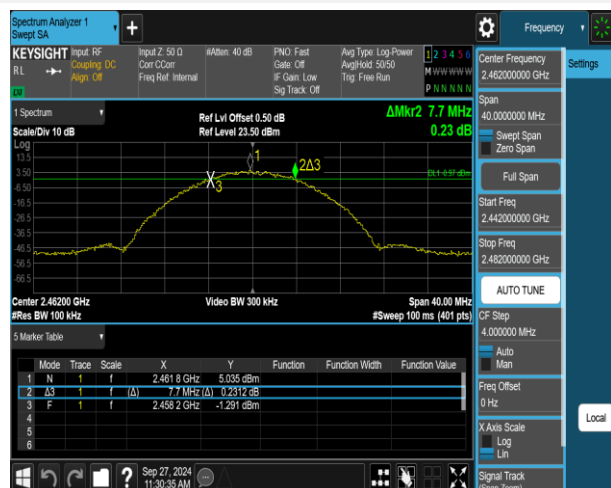 Spectrum Analyzer 1
Swept SA
+
Frequency
KEYSIGHT
RL
Input: RF
Coupling: DC
Align: Off
Input Z: 50 Ω
Corr CCorr
Freq Ref: Internal
#Atten: 40 dB
PNO: Fast
Gate: Off
IF Gain: Low
Sig Track: Off
Avg Type: Log-Power
Avg|Hold: 50/50
Trig: Free Run
1 2 3 4 5 6
M W W W W W
P N N N N N
1 Spectrum
Scale/Div 10 dB
Ref Lvl Offset 0.50 dB
Ref Level 23.50 dBm
ΔMkr2 7.7 MHz
0.23 dB
Log
13.5
3.50
-6.50
-16.5
-26.5
-36.5
-46.5
-56.5
-66.5
1
2Δ3
X3
DL1 -0.97 dBm
Center 2.46200 GHz
#Res BW 100 kHz
Video BW 300 kHz
Span 40.00 MHz
#Sweep 100 ms (401 pts)
5 Marker Table
Mode Trace Scale X Y Function Function Width Function Value
1 N 1 f 2.461 8 GHz 5.035 dBm
2 Δ3 1 f (Δ) 7.7 MHz (Δ) 0.2312 dB
3 F 1 f 2.458 2 GHz -1.291 dBm
4
5
6
?
Sep 27, 2024
11:30:35 AM
Center Frequency
2.462000000 GHz
Span
40.0000000 MHz
Swept Span
Zero Span
Full Span
Start Freq
2.442000000 GHz
Stop Freq
2.482000000 GHz
AUTO TUNE
CF Step
4.000000 MHz
Auto
Man
Freq Offset
0 Hz
X Axis Scale
Log
Lin
Signal Track
(Span Zoom)
Settings
Local